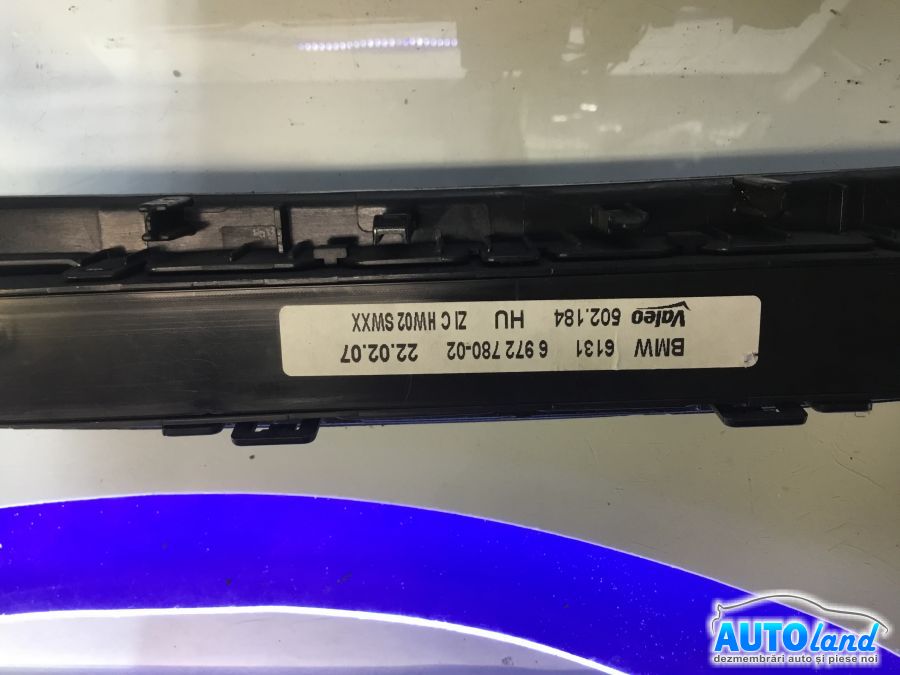 BMW 6131 6 972 780-02 22.02.07
Valeo 502.184 HU ZI C HW02 SWXX
AUTOland
dezmembrări auto și piese noi